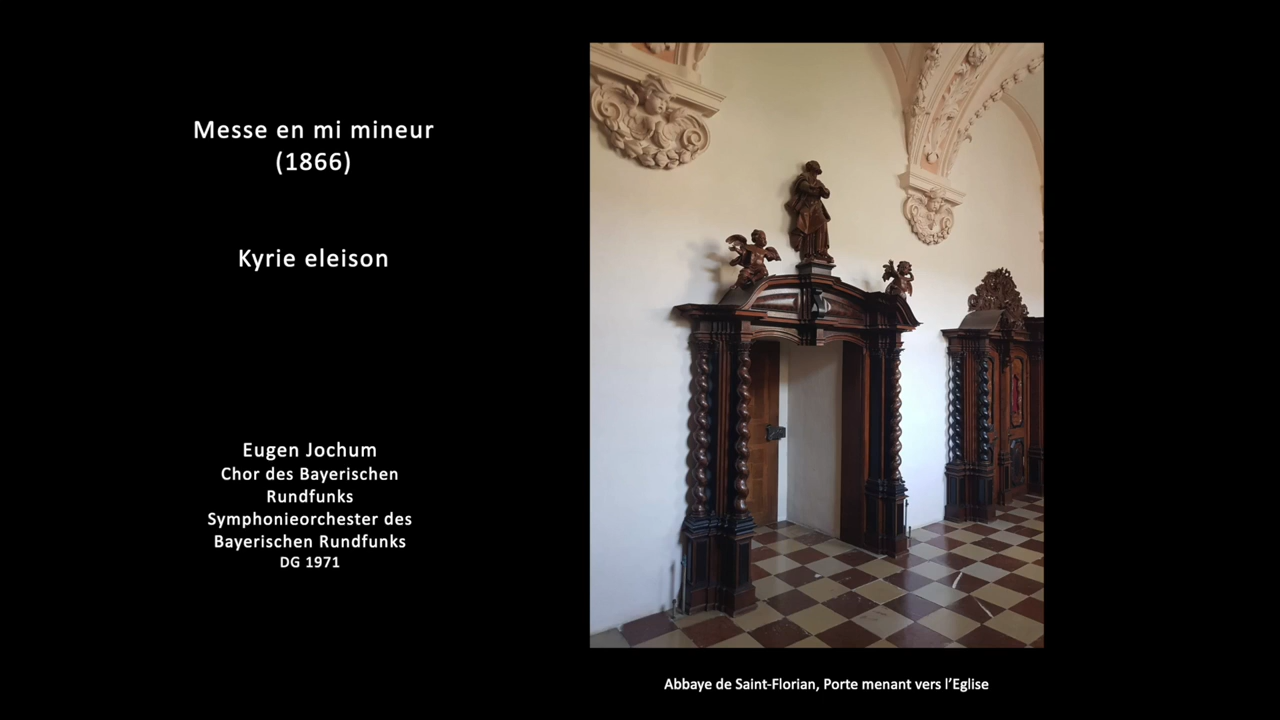 Messe en mi mineur
(1866)
Kyrie eleison
Eugen Jochum
Chor des Bayerischen
Rundfunks
Symphonieorchester des
Bayerischen Rundfunks
DG 1971
Abbaye de Saint-Florian, Porte menant vers l’Eglise